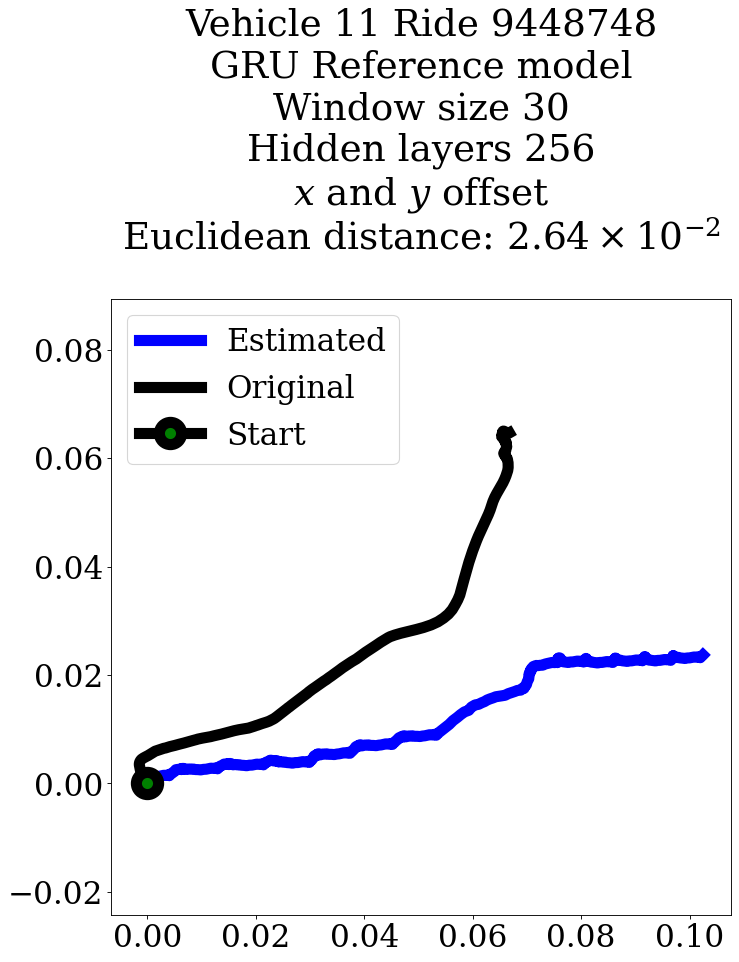 Vehicle 11 Ride 9448748
GRU Reference model
Window size 30
Hidden layers 256
x and y offset
Euclidean distance: 2.64 × 10⁻²
Estimated
Original
Start
0.08
0.06
0.04
0.02
0.00
−0.02
0.00 0.02 0.04 0.06 0.08 0.10